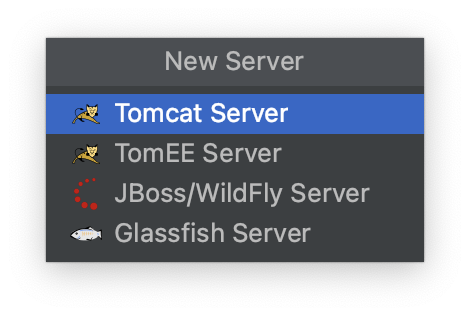 New Server
Tomcat Server
TomEE Server
JBoss/WildFly Server
Glassfish Server